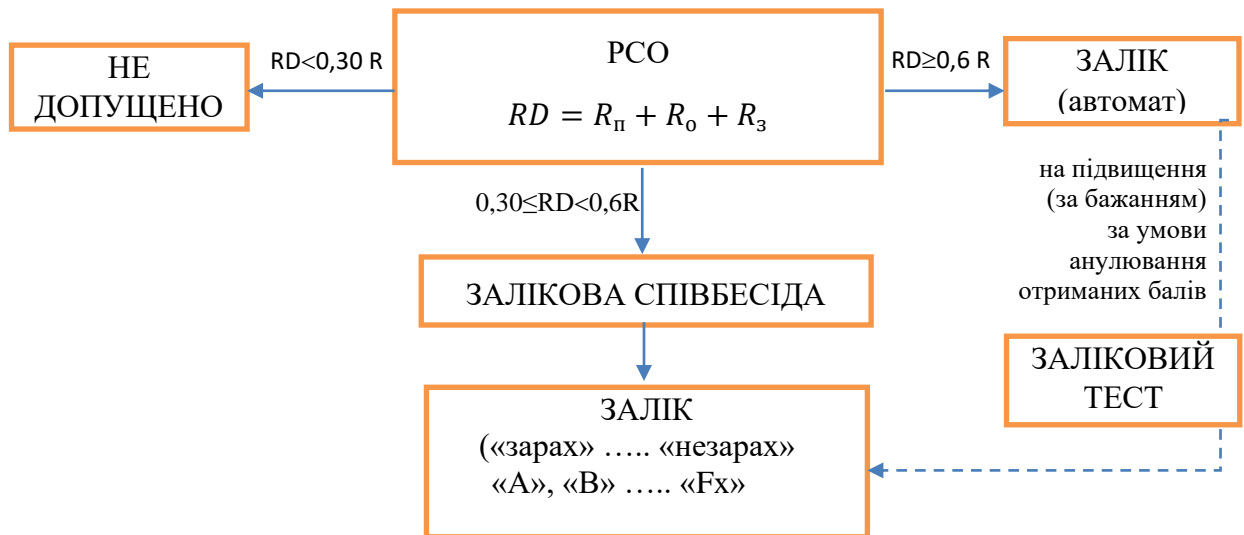 НЕ
ДОПУЩЕНО
RD<0,30 R
РСО
RD = Rп + Rо + Rз
RD≥0,6 R
ЗАЛІК
(автомат)
на підвищення
(за бажанням)
за умови
анулювання
отриманих балів
0,30≤RD<0,6R
ЗАЛІКОВА СПІВБЕСІДА
ЗАЛІКОВИЙ
ТЕСТ
ЗАЛІК
(«зарах» ….. «незарах»
«А», «В» ….. «Fx»